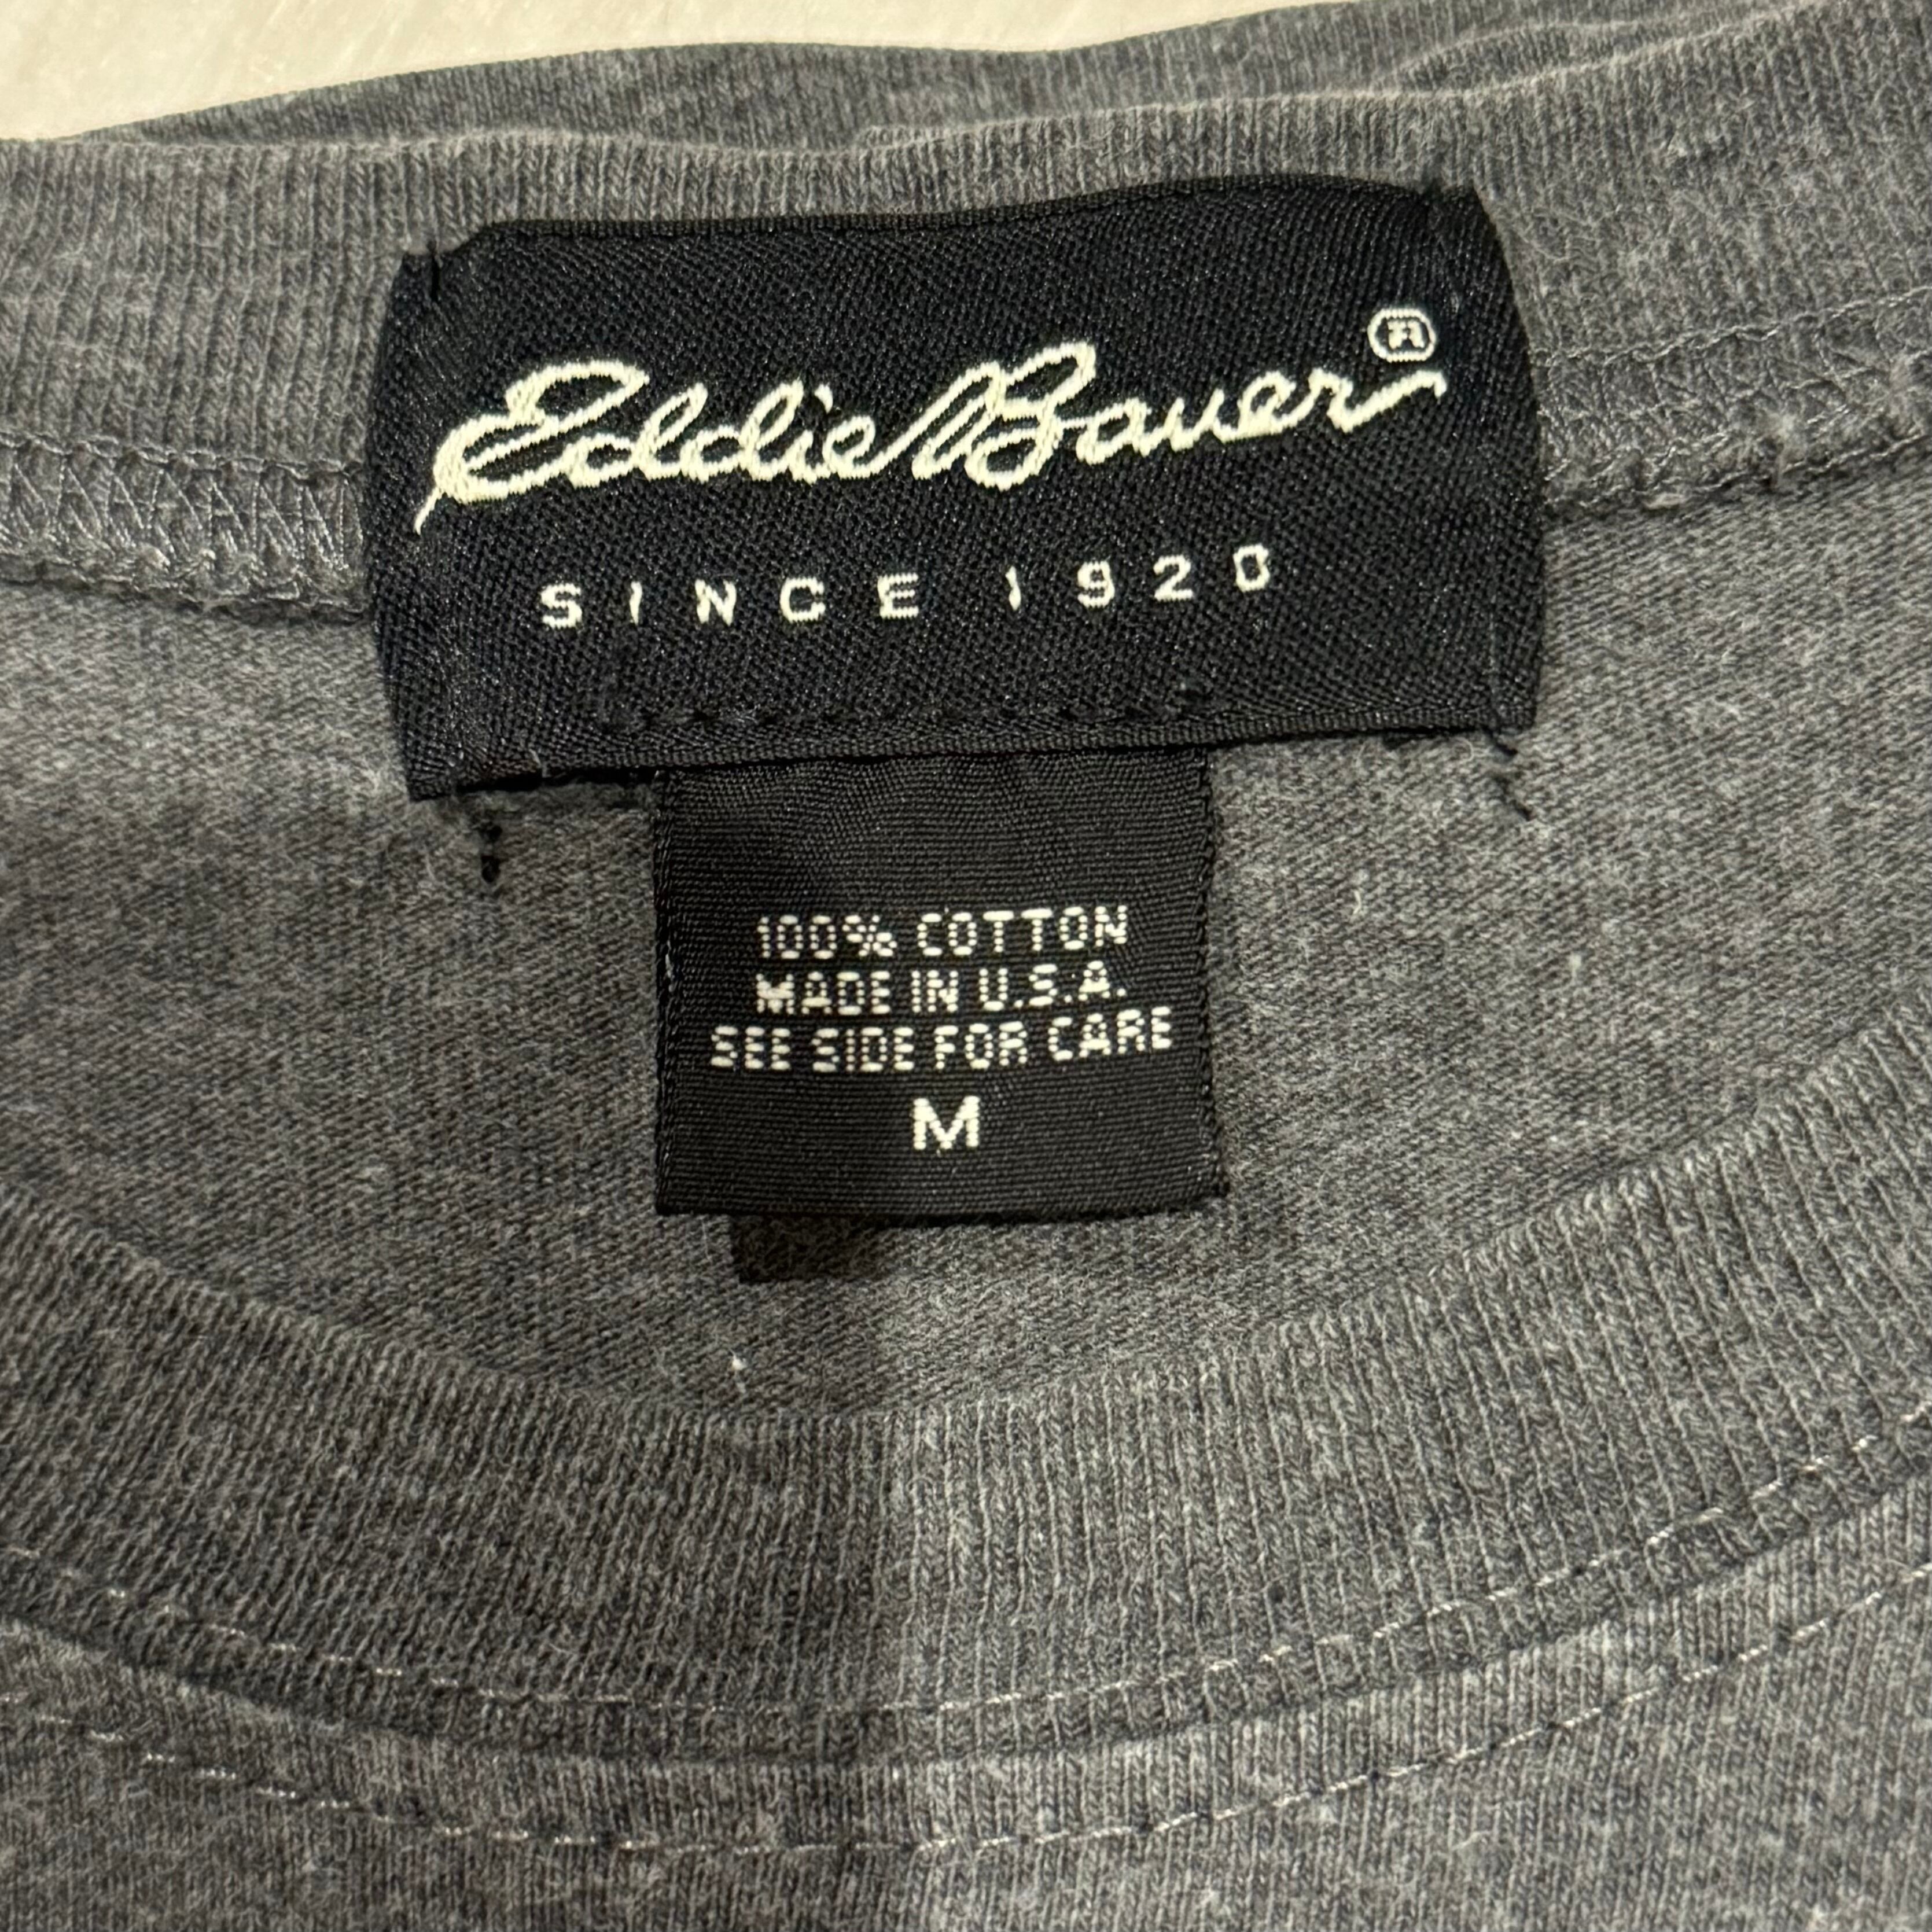 Eddie Bauer®
SINCE 1920
100% COTTON
MADE IN U.S.A.
SEE SIDE FOR CARE
M